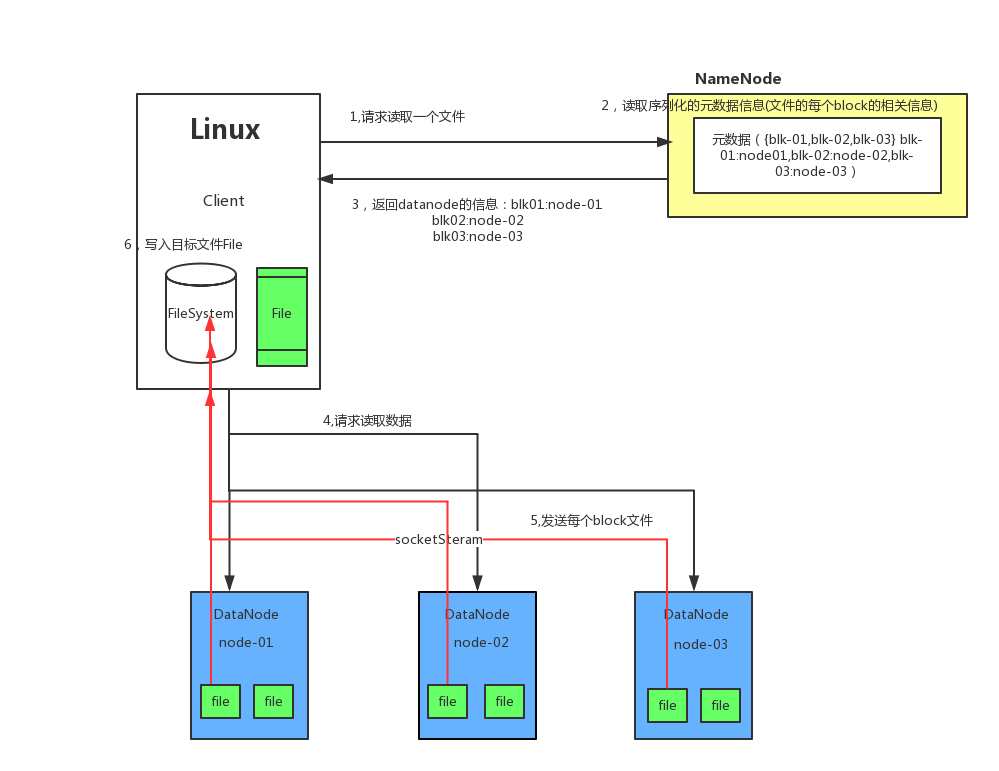 NameNode
2，读取序列化的元数据信息(文件的每个block的相关信息)
Linux
1,请求读取一个文件
元数据（{blk-01,blk-02,blk-03} blk-
01:node01,blk-02:node-02,blk-
03:node-03）
Client
3，返回datanode的信息：blk01:node-01
blk02:node-02
blk03:node-03
6，写入目标文件File
FileSystem
File
4,请求读取数据
5,发送每个block文件
socketSteram
DataNode
node-01
file
file
DataNode
node-02
file
file
DataNode
node-03
file
file